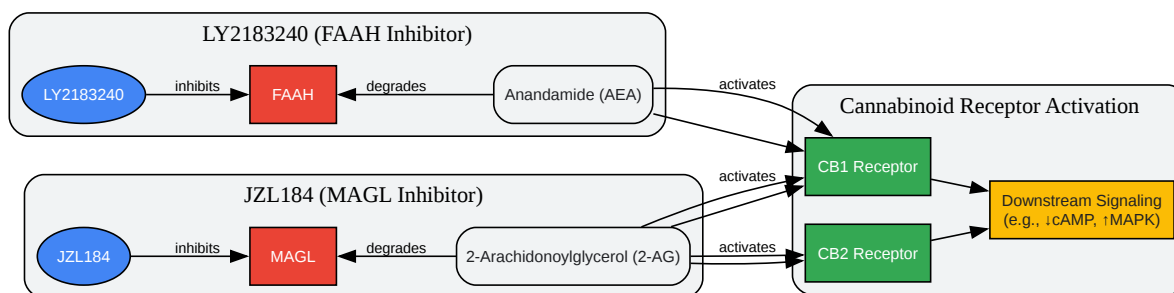 LY2183240 (FAAH Inhibitor)
LY2183240
inhibits
FAAH
degrades
Anandamide (AEA)
activates
JZL184 (MAGL Inhibitor)
JZL184
inhibits
MAGL
degrades
2-Arachidonoylglycerol (2-AG)
activates
activates
Cannabinoid Receptor Activation
CB1 Receptor
CB2 Receptor
Downstream Signaling
(e.g., ↓cAMP, ↑MAPK)